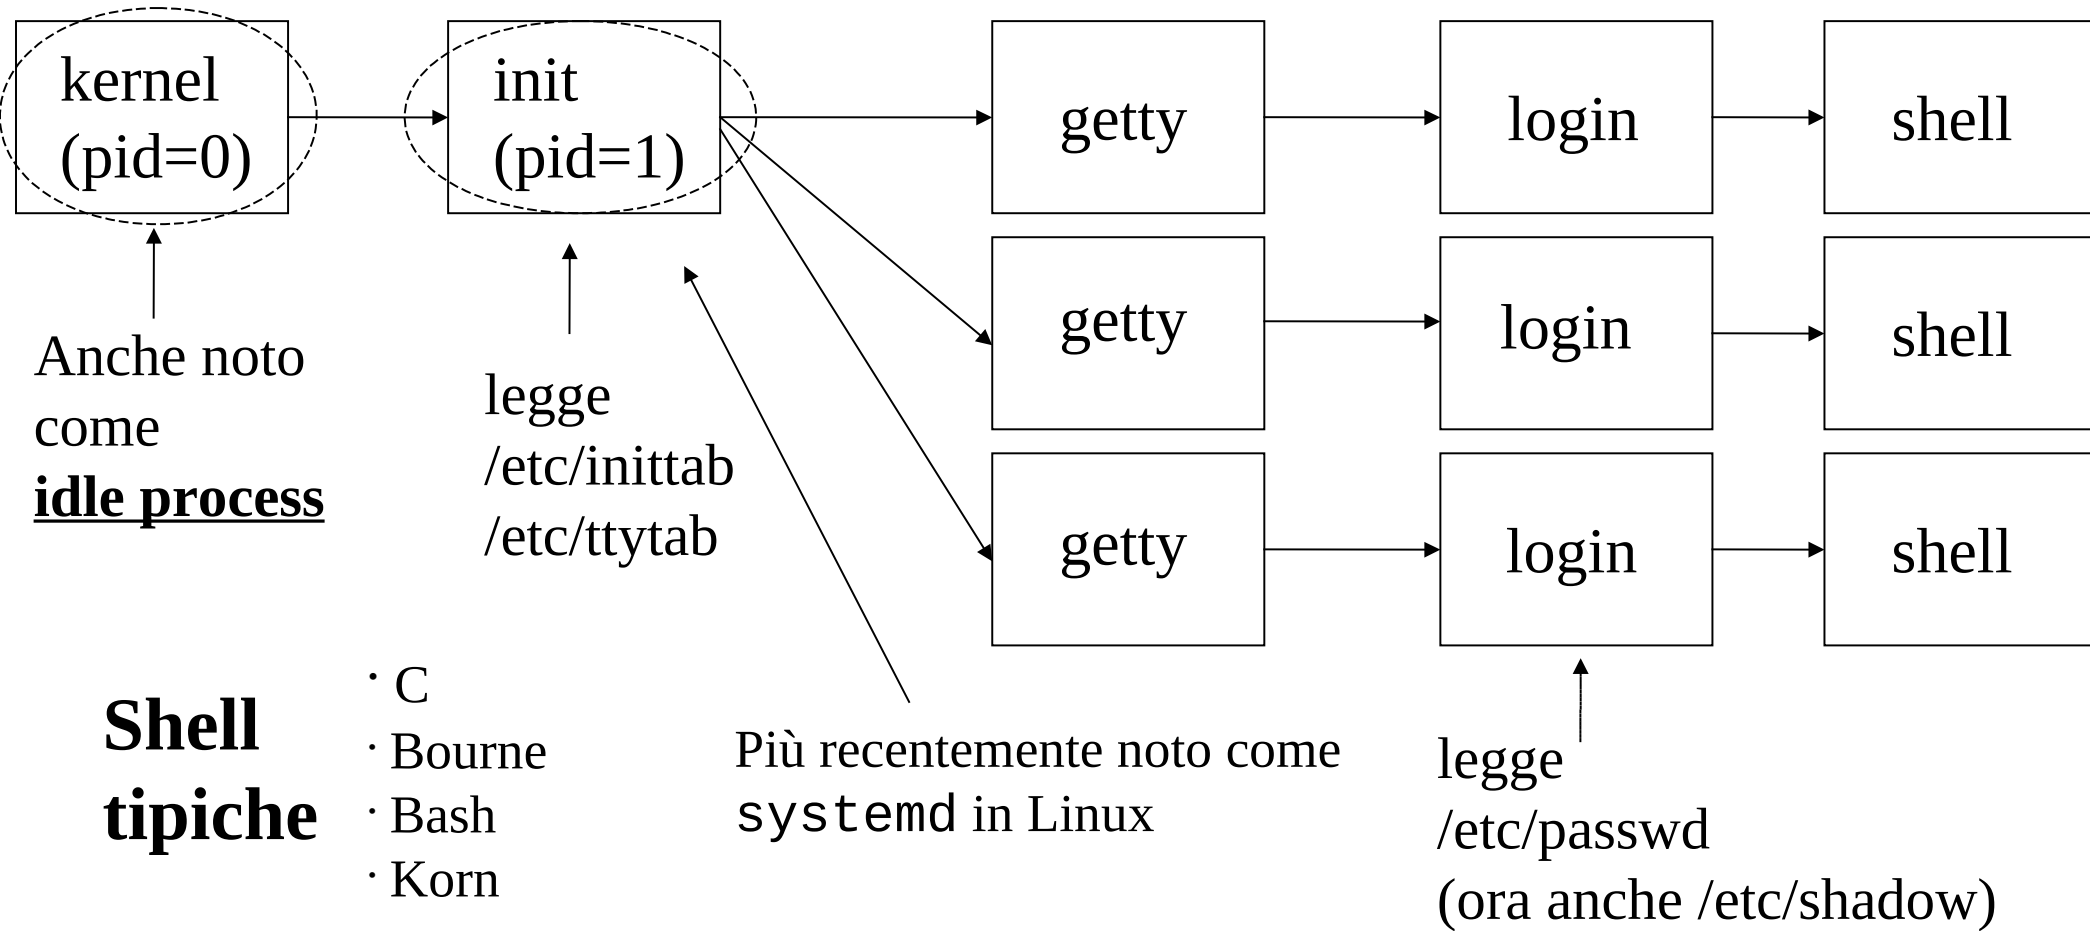 kernel
(pid=0)
init
(pid=1)
getty
login
shell
getty
login
shell
getty
login
shell
Anche noto
come
idle process
legge
/etc/inittab
/etc/ttytab
Shell
tipiche
· C
· Bourne
· Bash
· Korn
Più recentemente noto come
systemd in Linux
legge
/etc/passwd
(ora anche /etc/shadow)